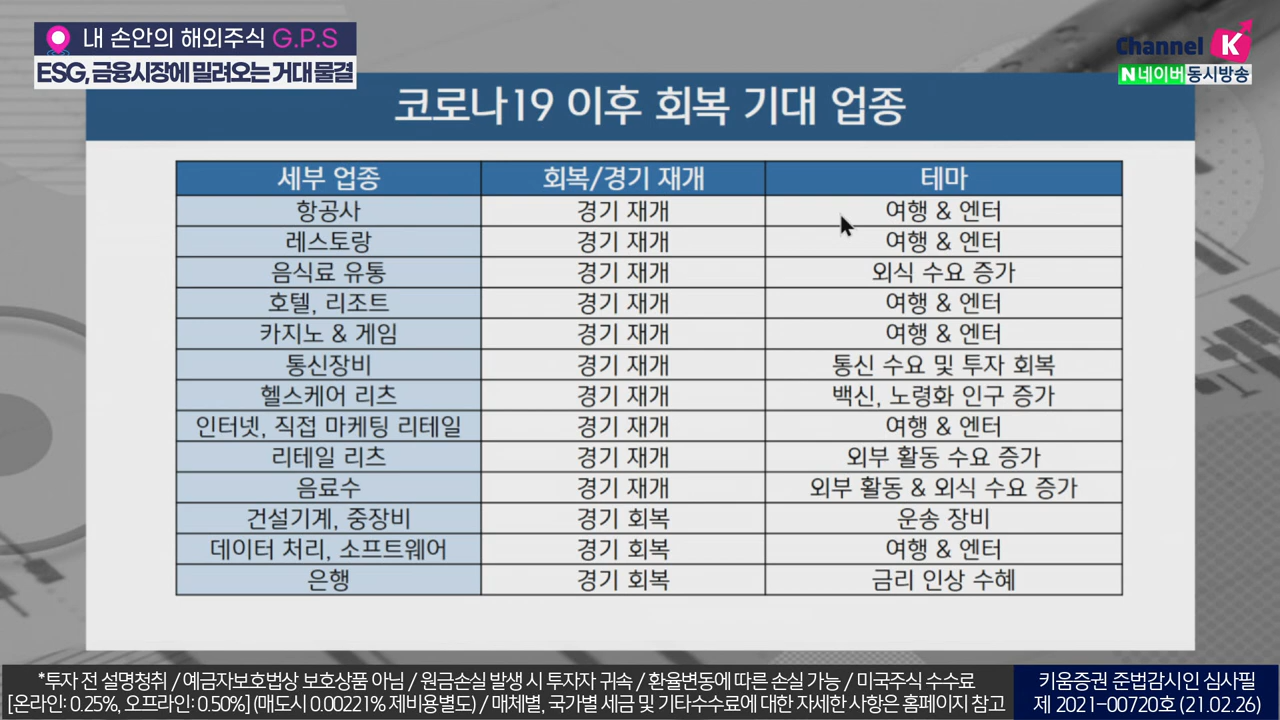 내 손안의 해외주식 G.P.S
ESG, 금융시장에 밀려오는 거대 물결
Channel K
N 네이버 동시방송
코로나19 이후 회복 기대 업종
세부 업종 회복/경기 재개 테마
항공사 경기 재개 여행 & 엔터
레스토랑 경기 재개 여행 & 엔터
음식료 유통 경기 재개 외식 수요 증가
호텔, 리조트 경기 재개 여행 & 엔터
카지노 & 게임 경기 재개 여행 & 엔터
통신장비 경기 재개 통신 수요 및 투자 회복
헬스케어 리츠 경기 재개 백신, 노령화 인구 증가
인터넷, 직접 마케팅 리테일 경기 재개 여행 & 엔터
리테일 리츠 경기 재개 외부 활동 수요 증가
음료수 경기 재개 외부 활동 & 외식 수요 증가
건설기계, 중장비 경기 회복 운송 장비
데이터 처리, 소프트웨어 경기 회복 여행 & 엔터
은행 경기 회복 금리 인상 수혜
*투자 전 설명청취 / 예금자보호법상 보호상품 아님 / 원금손실 발생 시 투자자 귀속 / 환율변동에 따른 손실 가능 / 미국주식 수수료
[온라인: 0.25%, 오프라인: 0.50%] (매도시 0.00221% 제비용별도) / 매체별, 국가별 세금 및 기타수수료에 대한 자세한 사항은 홈페이지 참고
키움증권 준법감시인 심사필
제 2021-00720호 (21.02.26)